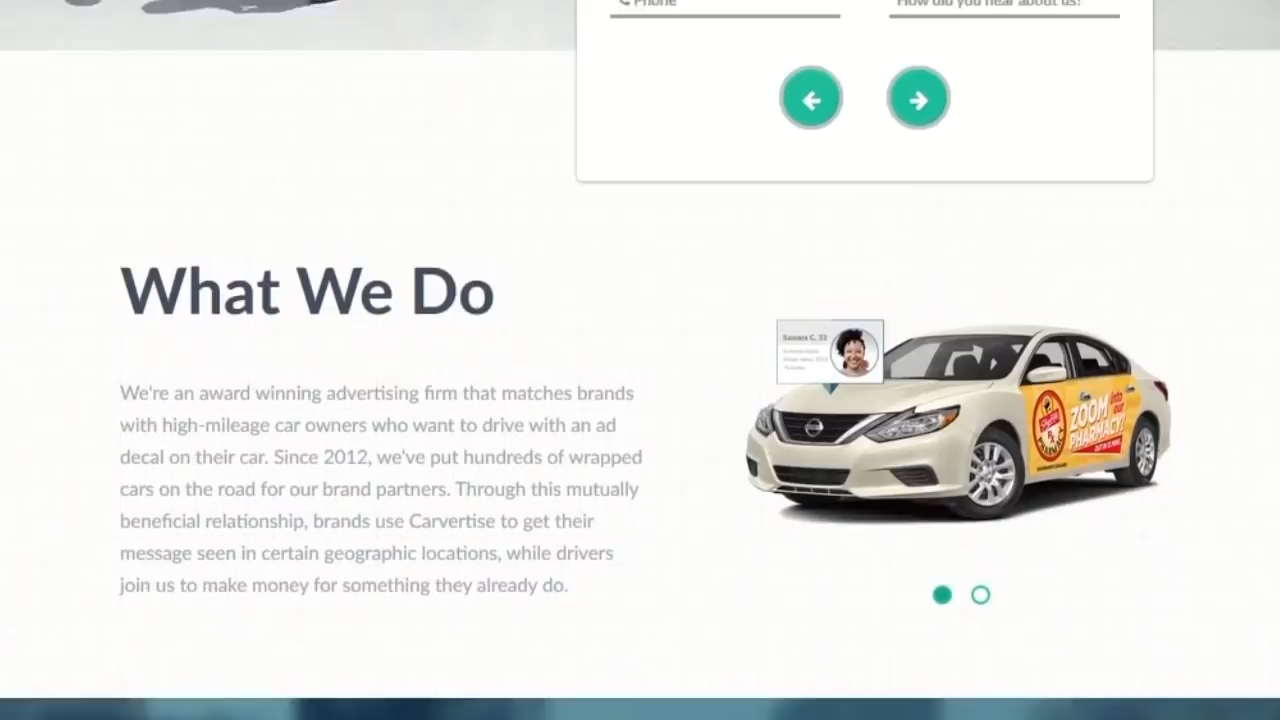 Phone
How did you hear about us?
What We Do
We're an award winning advertising firm that matches brands
with high-mileage car owners who want to drive with an ad
decal on their car. Since 2012, we've put hundreds of wrapped
cars on the road for our brand partners. Through this mutually
beneficial relationship, brands use Carvertise to get their
message seen in certain geographic locations, while drivers
join us to make money for something they already do.
Samara C. 33
ZOOM into
our
PHARMACY!